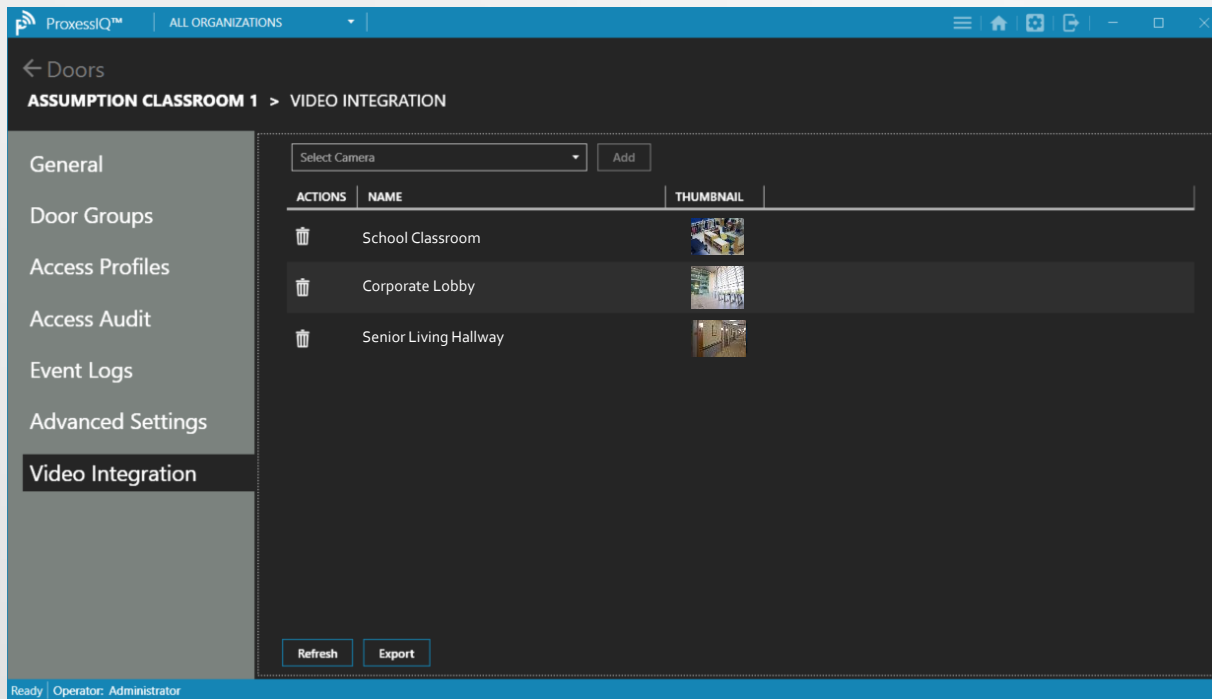 ProxessIQ™ ALL ORGANIZATIONS
Doors
ASSUMPTION CLASSROOM 1 > VIDEO INTEGRATION
General
Door Groups
Access Profiles
Access Audit
Event Logs
Advanced Settings
Video Integration
Select Camera Add
ACTIONS NAME THUMBNAIL
School Classroom
Corporate Lobby
Senior Living Hallway
Refresh Export
Ready Operator: Administrator